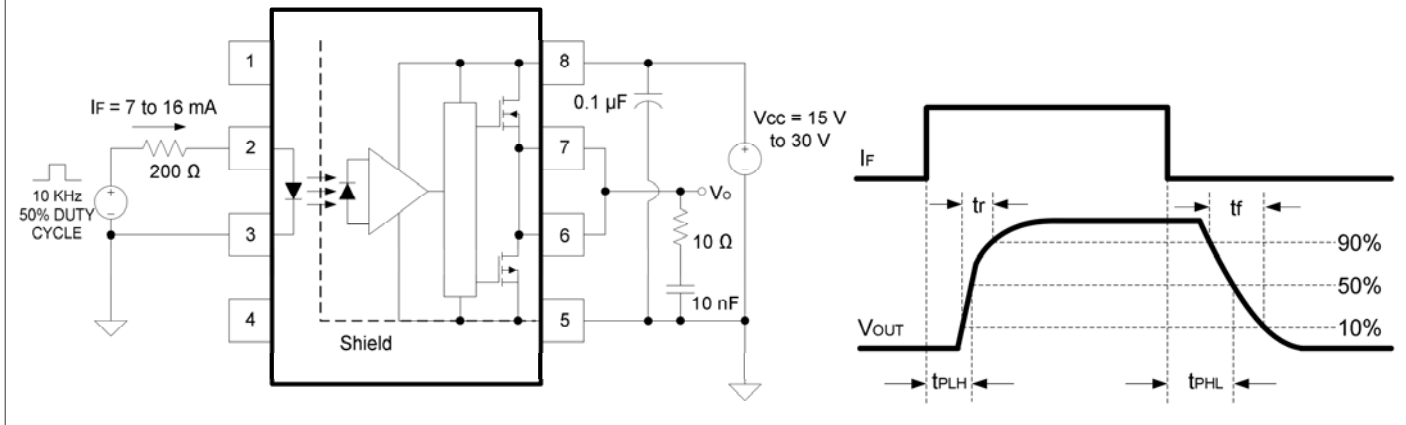 1
2
3
4
8
7
6
5
IF = 7 to 16 mA
200 Ω
10 KHz
50% DUTY
CYCLE
Shield
0.1 µF
Vcc = 15 V
to 30 V
Vo
10 Ω
10 nF
IF
tr
tf
90%
50%
10%
VOUT
tPLH
tPHL